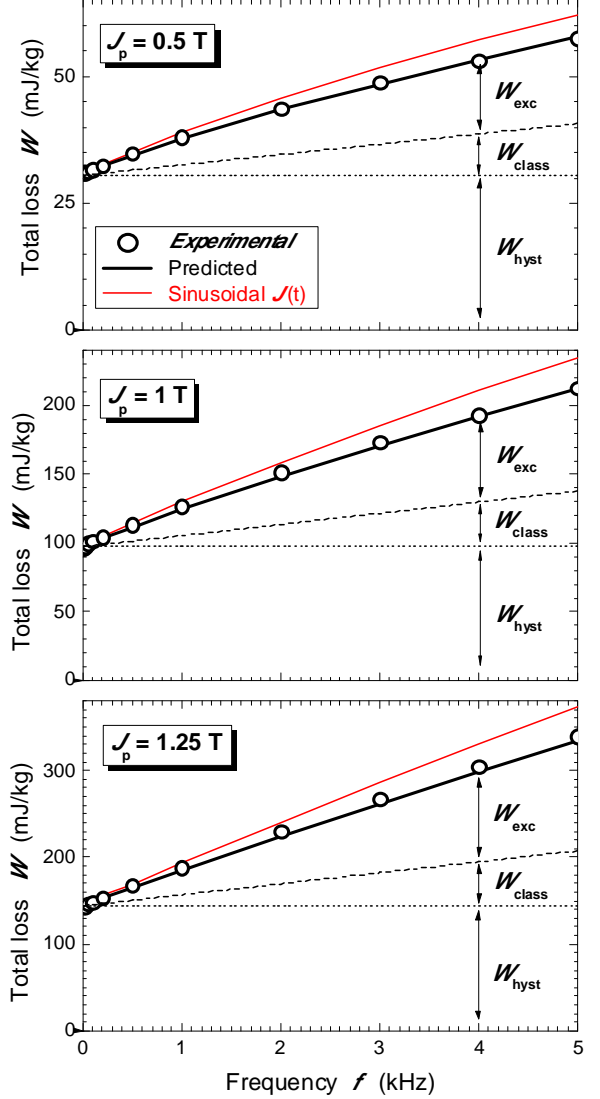 J_p = 0.5 T
Total loss W (mJ/kg)
50
25
0
W_exc
W_class
W_hyst
Experimental
Predicted
Sinusoidal J(t)
J_p = 1 T
Total loss W (mJ/kg)
200
150
100
50
0
W_exc
W_class
W_hyst
J_p = 1.25 T
Total loss W (mJ/kg)
300
200
100
0
W_exc
W_class
W_hyst
0 1 2 3 4 5
Frequency f (kHz)